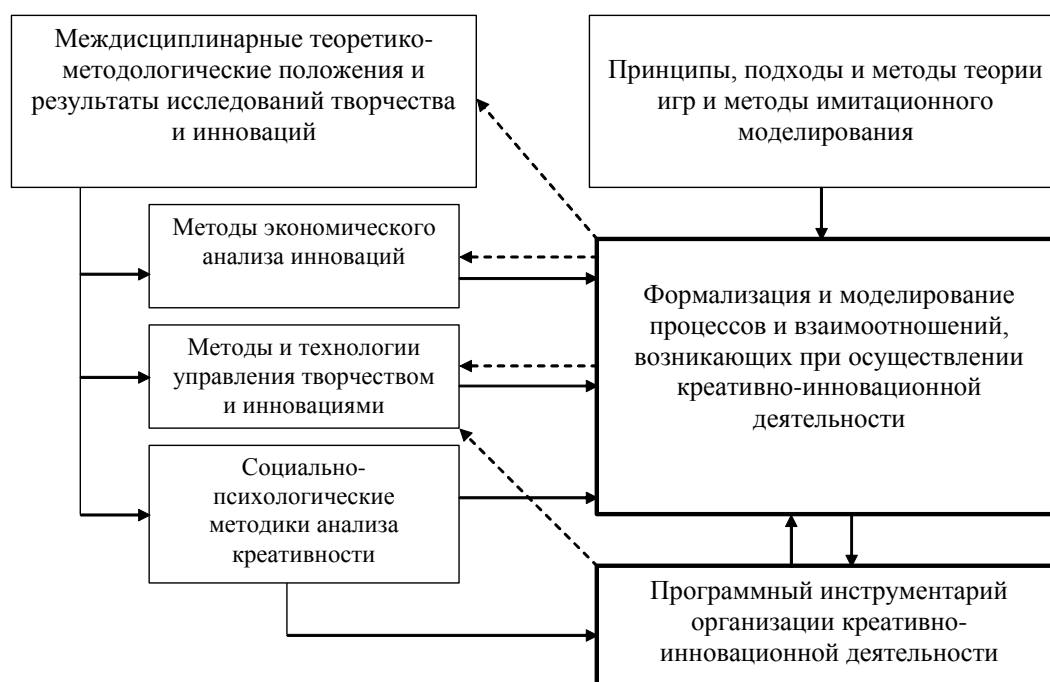 Междисциплинарные теоретико-
методологические положения и
результаты исследований творчества
и инноваций
Принципы, подходы и методы теории
игр и методы имитационного
моделирования
Методы экономического
анализа инноваций
Методы и технологии
управления творчеством
и инновациями
Социально-
психологические
методики анализа
креативности
Формализация и моделирование
процессов и взаимоотношений,
возникающих при осуществлении
креативно-инновационной
деятельности
Программный инструментарий
организации креативно-
инновационной деятельности